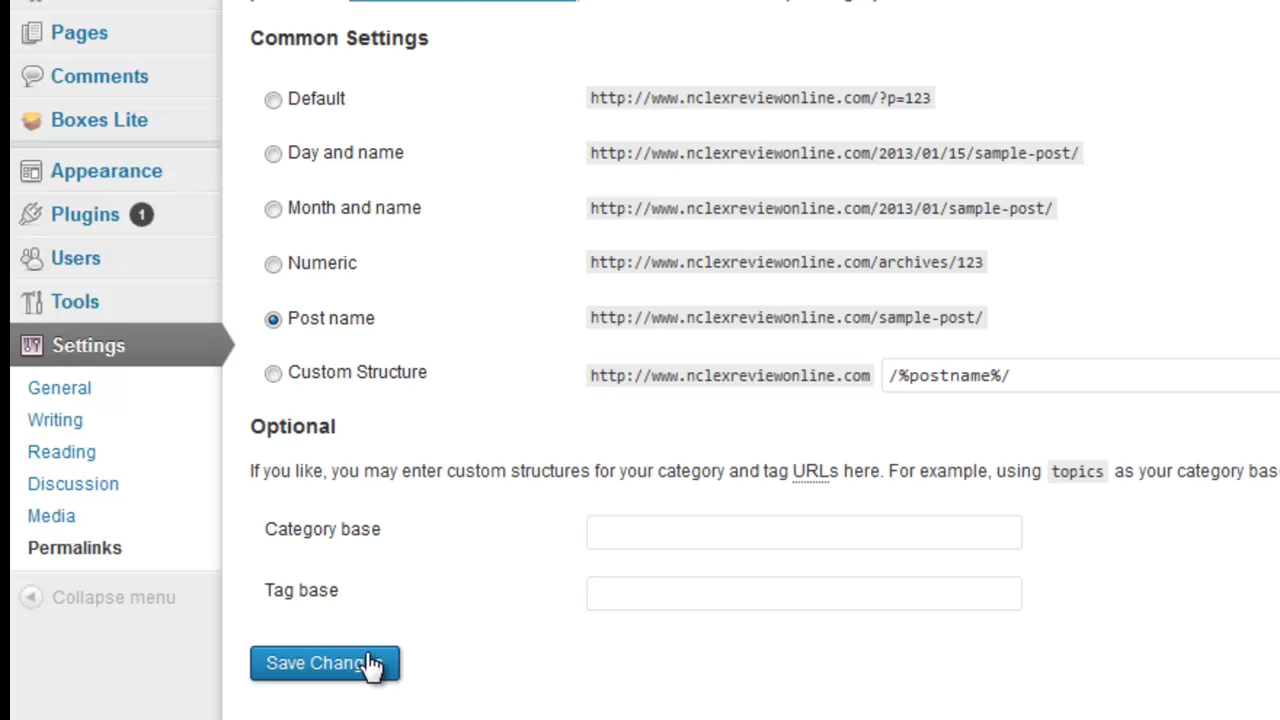 Pages
Comments
Boxes Lite
Appearance
Plugins 1
Users
Tools
Settings
General
Writing
Reading
Discussion
Media
Permalinks
Collapse menu
Common Settings
Default http://www.nclexreviewonline.com/?p=123
Day and name http://www.nclexreviewonline.com/2013/01/15/sample-post/
Month and name http://www.nclexreviewonline.com/2013/01/sample-post/
Numeric http://www.nclexreviewonline.com/archives/123
Post name http://www.nclexreviewonline.com/sample-post/
Custom Structure http://www.nclexreviewonline.com /%postname%/
Optional
If you like, you may enter custom structures for your category and tag URLs here. For example, using topics as your category bas
Category base
Tag base
Save Changes